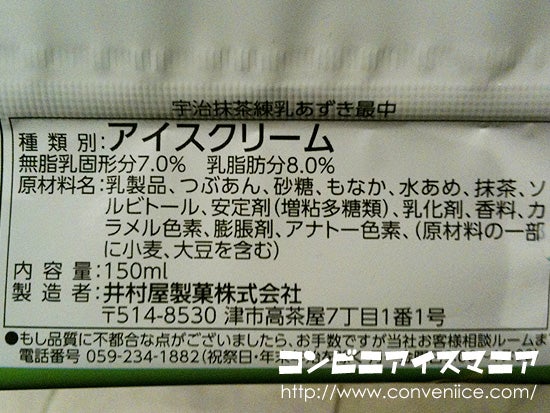 宇治抹茶練乳あずき最中
種類別:アイスクリーム
無脂乳固形分7.0% 乳脂肪分8.0%
原材料名:乳製品、つぶあん、砂糖、もなか、水あめ、抹茶、ソ
ルビトール、安定剤(増粘多糖類)、乳化剤、香料、カ
ラメル色素、膨脹剤、アナトー色素、(原材料の一部
に小麦、大豆を含む)
内容量:150ml
製造者:井村屋製菓株式会社
〒514-8530 津市高茶屋7丁目1番1号
●もし品質に不都合な点がございましたら、お手数ですが当社お客様相談ルームま
電話番号 059-234-1882(祝祭日・年末
コンビニアイスマニア
http://www.conveniice.com/